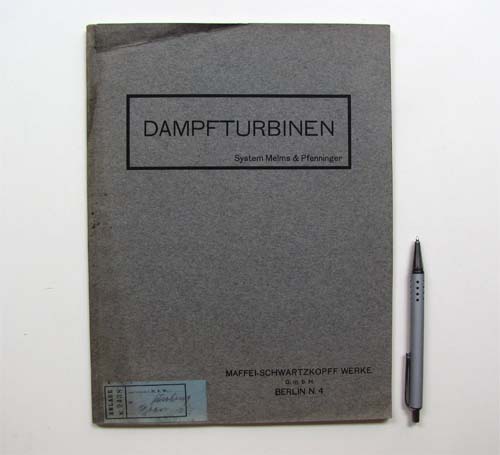 DAMPFTURBINEN
System Melms & Pfenninger
MAFFEI-SCHWARTZKOPFF WERKE
G. m. b. H.
BERLIN N. 4